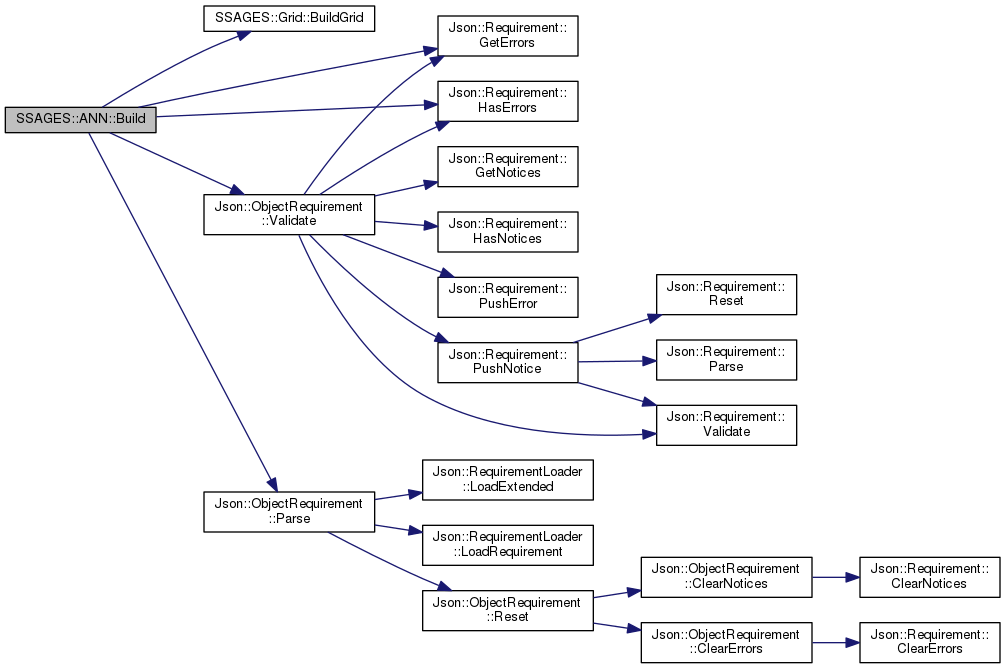 SSAGES::Grid::BuildGrid
Json::Requirement::
GetErrors
Json::Requirement::
HasErrors
SSAGES::ANN::Build
Json::Requirement::
GetNotices
Json::ObjectRequirement
::Validate
Json::Requirement::
HasNotices
Json::Requirement::
PushError
Json::Requirement::
Reset
Json::Requirement::
PushNotice
Json::Requirement::
Parse
Json::Requirement::
Validate
Json::RequirementLoader
::LoadExtended
Json::ObjectRequirement
::Parse
Json::RequirementLoader
::LoadRequirement
Json::ObjectRequirement
::ClearNotices
Json::Requirement::
ClearNotices
Json::ObjectRequirement
::Reset
Json::ObjectRequirement
::ClearErrors
Json::Requirement::
ClearErrors